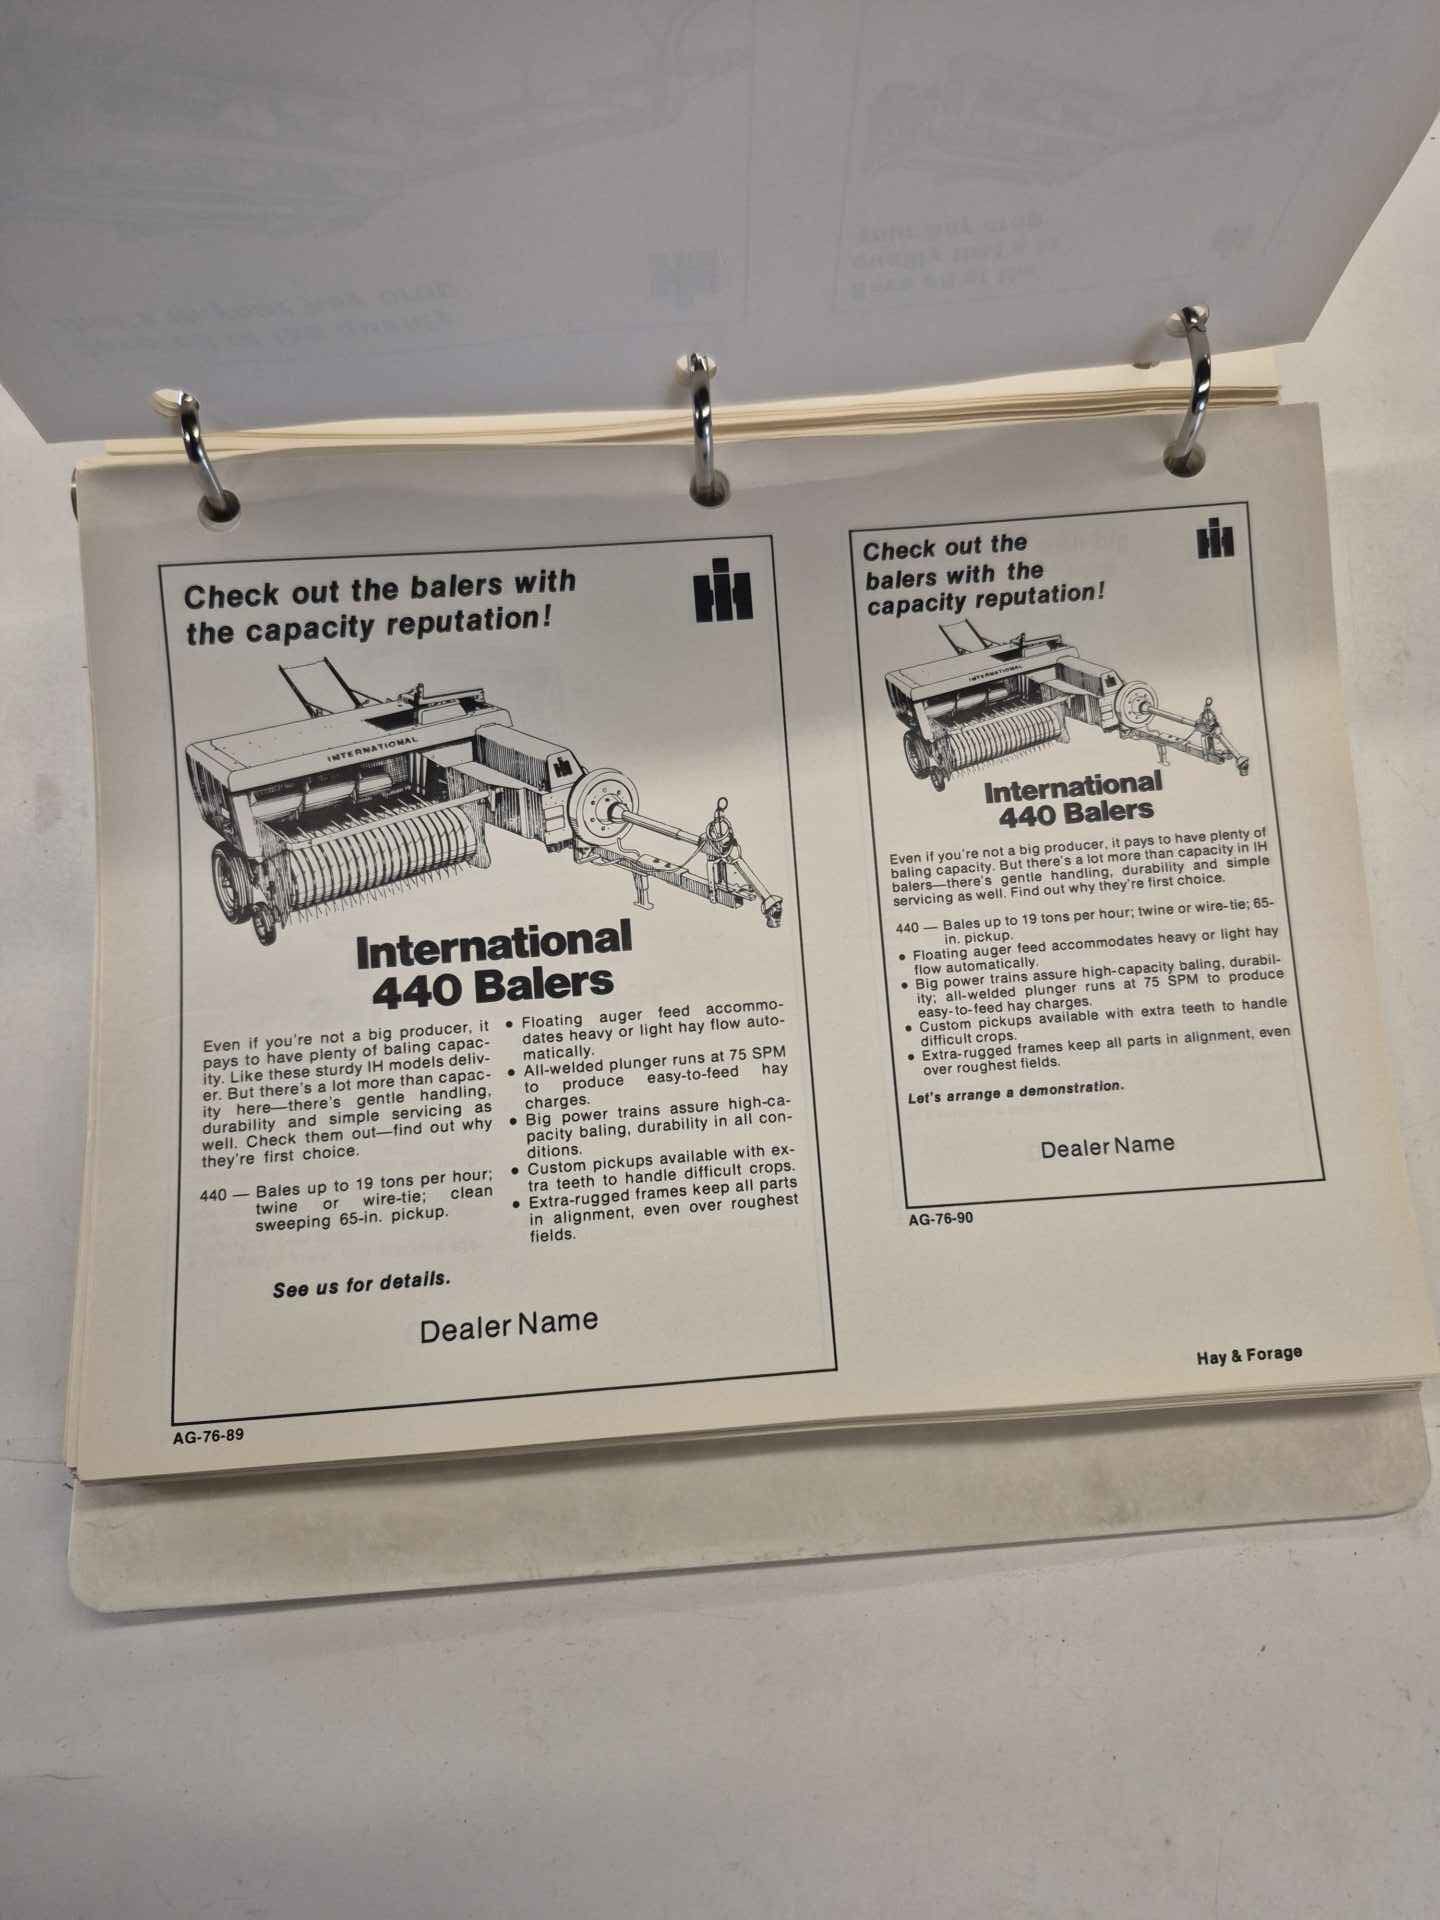 Check out the balers with
the capacity reputation!
INTERNATIONAL
International
440 Balers
Even if you're not a big producer, it
pays to have plenty of baling capac-
ity. Like these sturdy IH models deliv-
er. But there's a lot more than capac-
ity here—there's gentle handling,
durability and simple servicing as
well. Check them out—find out why
they're first choice.
440 — Bales up to 19 tons per hour;
twine or wire-tie; clean
sweeping 65-in. pickup.
• Floating auger feed accommo-
dates heavy or light hay flow auto-
matically.
• All-welded plunger runs at 75 SPM
to produce easy-to-feed hay
charges.
• Big power trains assure high-ca-
pacity baling, durability in all con-
ditions.
• Custom pickups available with ex-
tra teeth to handle difficult crops.
• Extra-rugged frames keep all parts
in alignment, even over roughest
fields.
See us for details.
Dealer Name
AG-76-89
Check out the
balers with the
capacity reputation!
INTERNATIONAL
International
440 Balers
Even if you're not a big producer, it pays to have plenty of
baling capacity. But there's a lot more than capacity in IH
balers—there's gentle handling, durability and simple
servicing as well. Find out why they're first choice.
440 — Bales up to 19 tons per hour; twine or wire-tie; 65-
in. pickup.
• Floating auger feed accommodates heavy or light hay
flow automatically.
• Big power trains assure high-capacity baling, durabil-
ity; all-welded plunger runs at 75 SPM to produce
easy-to-feed hay charges.
• Custom pickups available with extra teeth to handle
difficult crops.
• Extra-rugged frames keep all parts in alignment, even
over roughest fields.
Let's arrange a demonstration.
Dealer Name
AG-76-90
Hay & Forage